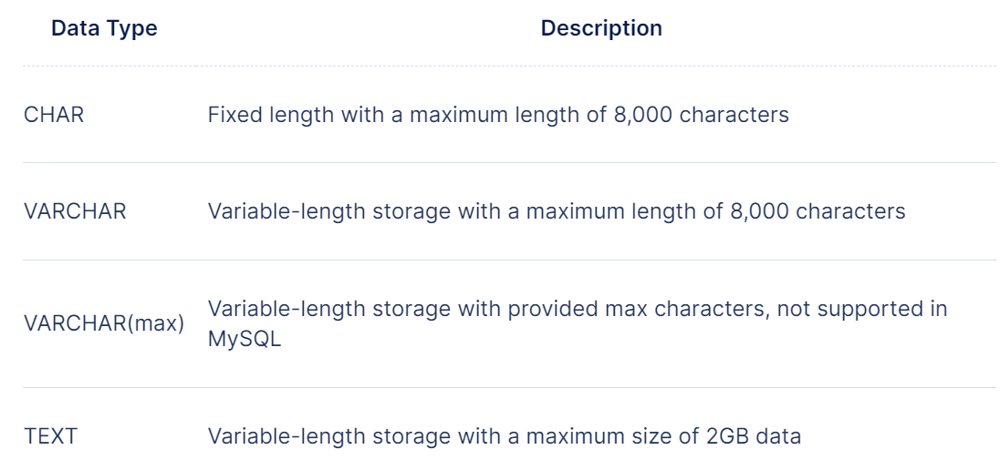 Data Type Description
CHAR Fixed length with a maximum length of 8,000 characters
VARCHAR Variable-length storage with a maximum length of 8,000 characters
VARCHAR(max) Variable-length storage with provided max characters, not supported in
MySQL
TEXT Variable-length storage with a maximum size of 2GB data